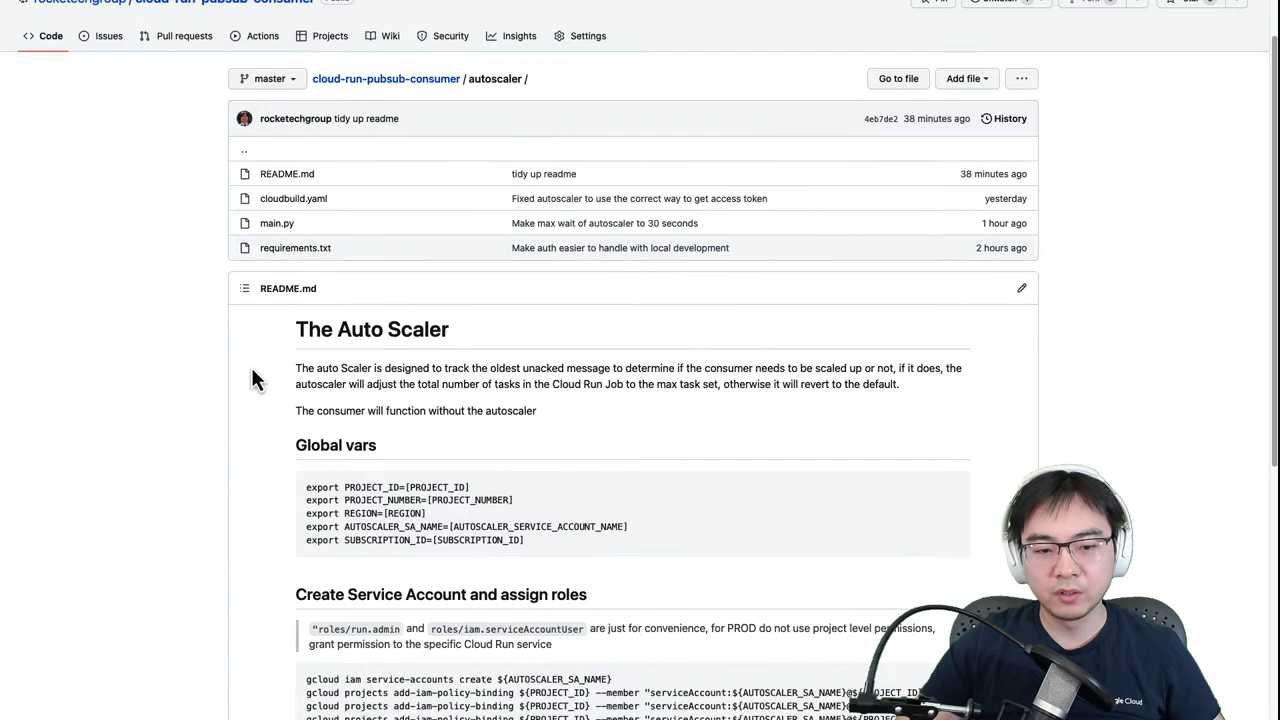 rocketechgroup / cloud-run-pubsub-consumer
Code Issues Pull requests Actions Projects Wiki Security Insights Settings
master cloud-run-pubsub-consumer / autoscaler / Go to file Add file ...
rocketechgroup tidy up readme 4eb7de2 38 minutes ago History
..
README.md tidy up readme 38 minutes ago
cloudbuild.yaml Fixed autoscaler to use the correct way to get access token yesterday
main.py Make max wait of autoscaler to 30 seconds 1 hour ago
requirements.txt Make auth easier to handle with local development 2 hours ago
README.md
The Auto Scaler
The auto Scaler is designed to track the oldest unacked message to determine if the consumer needs to be scaled up or not, if it does, the
autoscaler will adjust the total number of tasks in the Cloud Run Job to the max task set, otherwise it will revert to the default.
The consumer will function without the autoscaler
Global vars
export PROJECT_ID=[PROJECT_ID]
export PROJECT_NUMBER=[PROJECT_NUMBER]
export REGION=[REGION]
export AUTOSCALER_SA_NAME=[AUTOSCALER_SERVICE_ACCOUNT_NAME]
export SUBSCRIPTION_ID=[SUBSCRIPTION_ID]
Create Service Account and assign roles
"roles/run.admin and roles/iam.serviceAccountUser are just for convenience, for PROD do not use project level permissions,
grant permission to the specific Cloud Run service
gcloud iam service-accounts create ${AUTOSCALER_SA_NAME}
gcloud projects add-iam-policy-binding ${PROJECT_ID} --member "serviceAccount:${AUTOSCALER_SA_NAME}@${PROJECT_ID}
gcloud projects add-iam-policy-binding ${PROJECT_ID} --member "serviceAccount:${AUTOSCALER_SA_NAME}@
Cloud